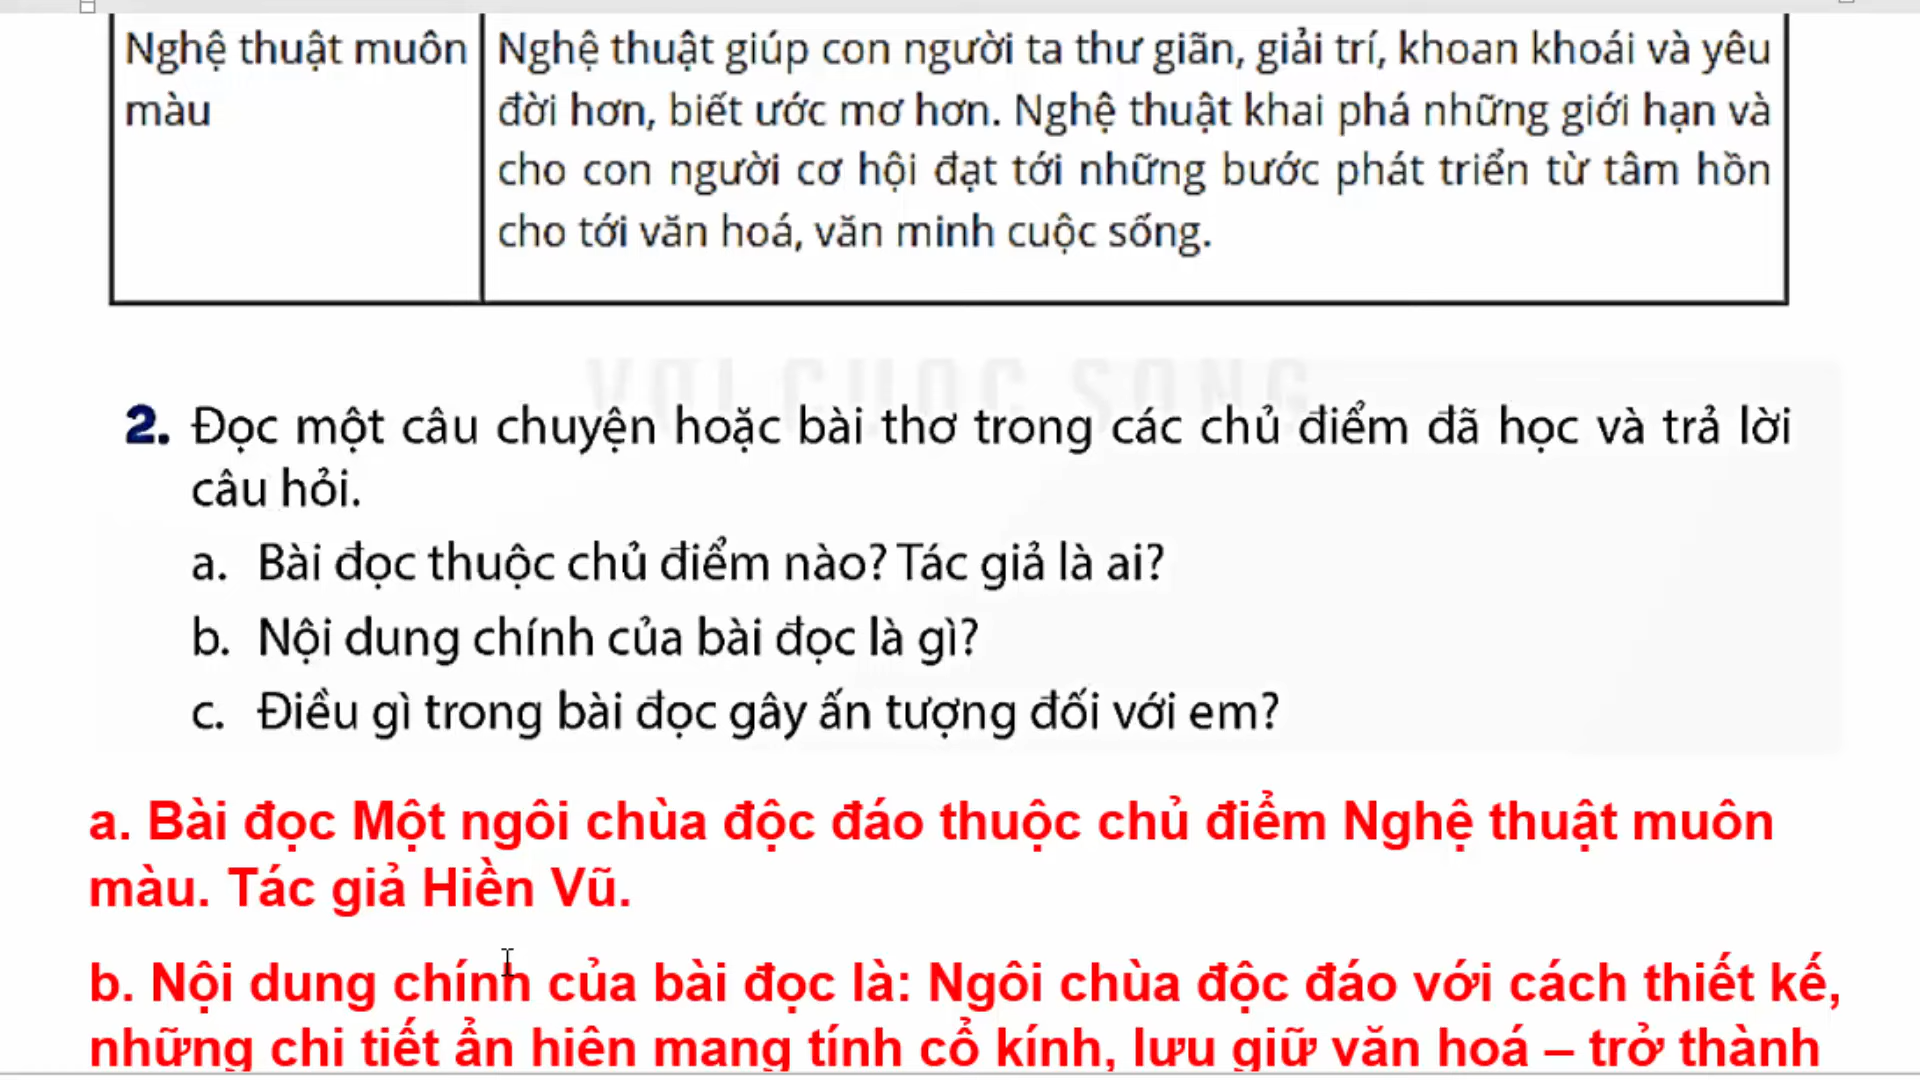 Nghệ thuật muôn
màu
Nghệ thuật giúp con người ta thư giãn, giải trí, khoan khoái và yêu
đời hơn, biết ước mơ hơn. Nghệ thuật khai phá những giới hạn và
cho con người cơ hội đạt tới những bước phát triển từ tâm hồn
cho tới văn hoá, văn minh cuộc sống.
VỚI CUỘC SỐNG
2. Đọc một câu chuyện hoặc bài thơ trong các chủ điểm đã học và trả lời
câu hỏi.
a. Bài đọc thuộc chủ điểm nào? Tác giả là ai?
b. Nội dung chính của bài đọc là gì?
c. Điều gì trong bài đọc gây ấn tượng đối với em?
a. Bài đọc Một ngôi chùa độc đáo thuộc chủ điểm Nghệ thuật muôn
màu. Tác giả Hiền Vũ.
b. Nội dung chính của bài đọc là: Ngôi chùa độc đáo với cách thiết kế,
những chi tiết ẩn hiên mang tính cổ kính, lưu giữ văn hoá – trở thành